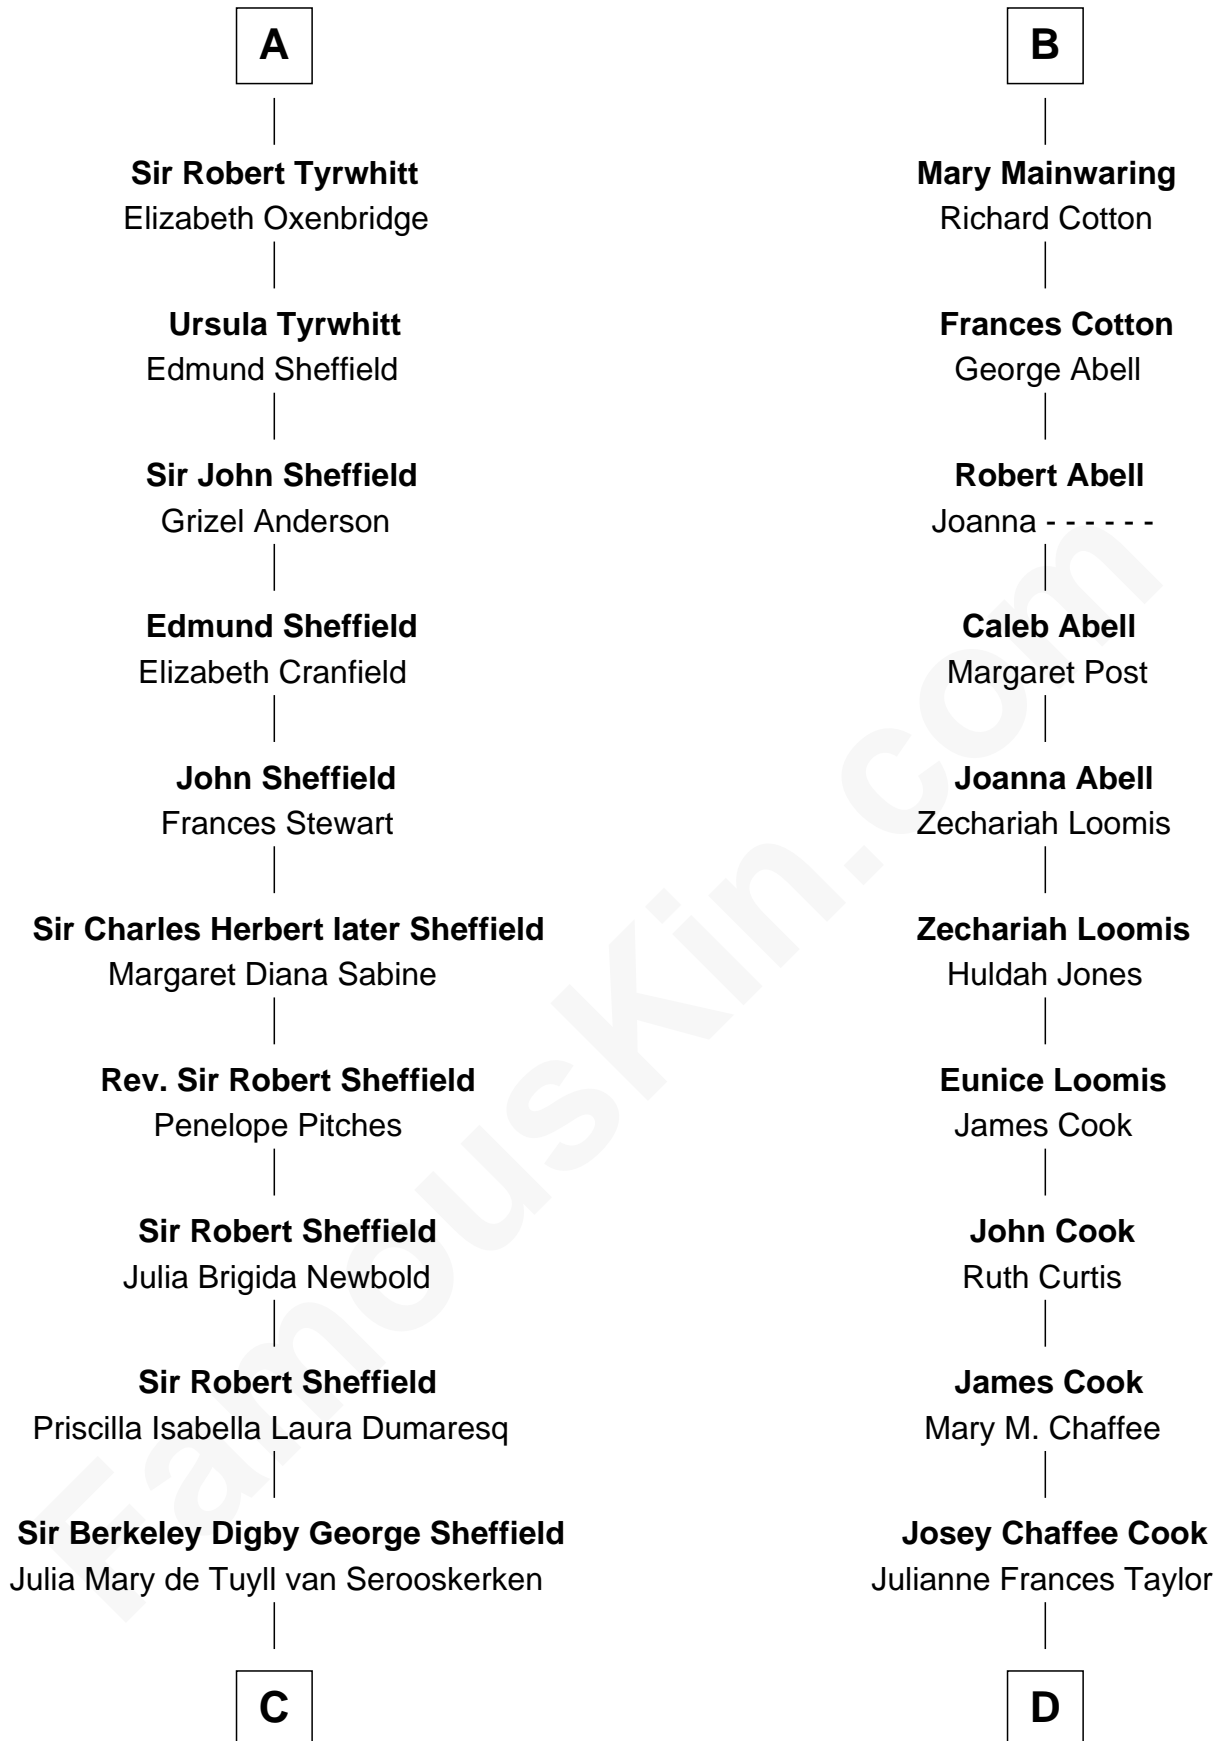 A
Sir Robert Tyrwhitt
Elizabeth Oxenbridge
Ursula Tyrwhitt
Edmund Sheffield
Sir John Sheffield
Grizel Anderson
Edmund Sheffield
Elizabeth Cranfield
John Sheffield
Frances Stewart
Sir Charles Herbert later Sheffield
Margaret Diana Sabine
Rev. Sir Robert Sheffield
Penelope Pitches
Sir Robert Sheffield
Julia Brigida Newbold
Sir Robert Sheffield
Priscilla Isabella Laura Dumaresq
Sir Berkeley Digby George Sheffield
Julia Mary de Tuyll van Serooskerken
C
B
Mary Mainwaring
Richard Cotton
Frances Cotton
George Abell
Robert Abell
Joanna - - - - - -
Caleb Abell
Margaret Post
Joanna Abell
Zechariah Loomis
Zechariah Loomis
Huldah Jones
Eunice Loomis
James Cook
John Cook
Ruth Curtis
James Cook
Mary M. Chaffee
Josey Chaffee Cook
Julianne Frances Taylor
D
FamousKin.com